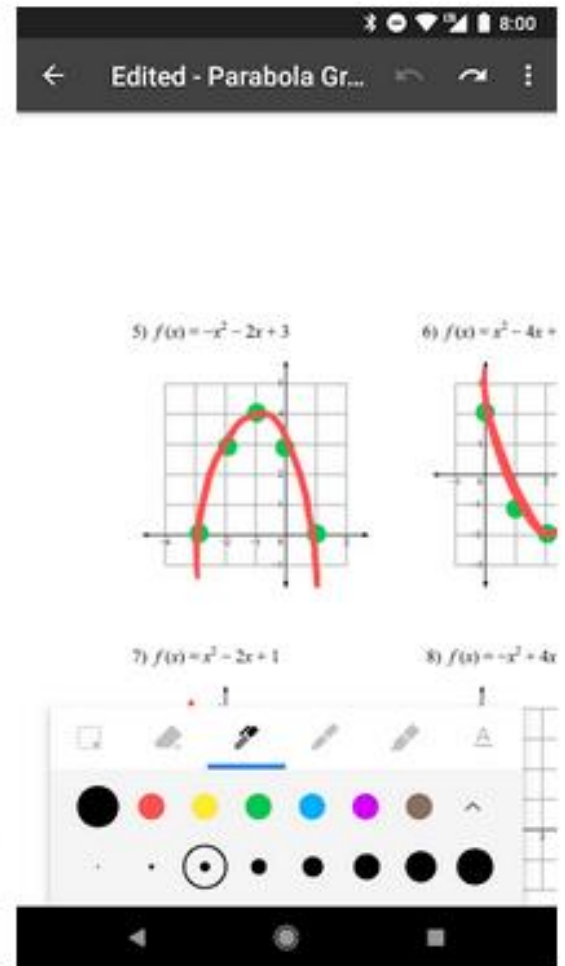 8:00
Edited - Parabola Gr...
5) f(x) = -x² - 2x + 3
6) f(x) = x² - 4x +
7) f(x) = x² - 2x + 1
8) f(x) = -x² + 4x
A